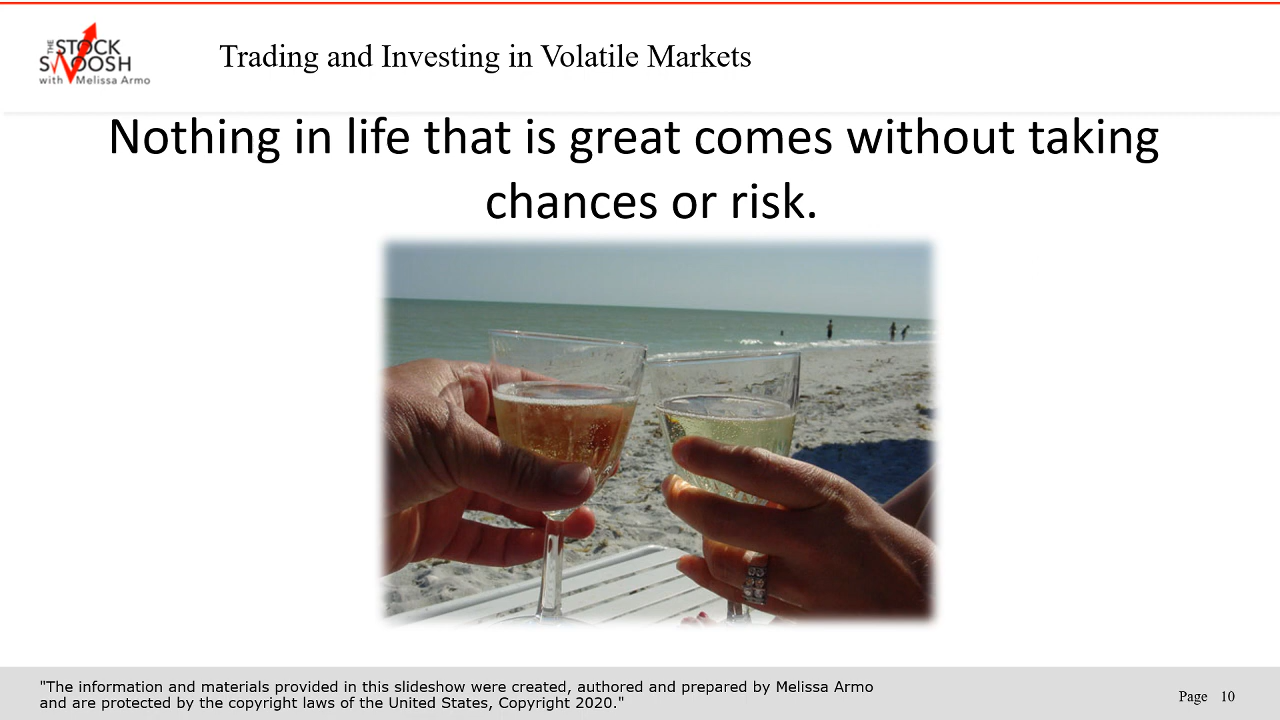 THE
STOCK
SWOOSH
with Melissa Armo
Trading and Investing in Volatile Markets
Nothing in life that is great comes without taking
chances or risk.
"The information and materials provided in this slideshow were created, authored and prepared by Melissa Armo
and are protected by the copyright laws of the United States, Copyright 2020."
Page 10